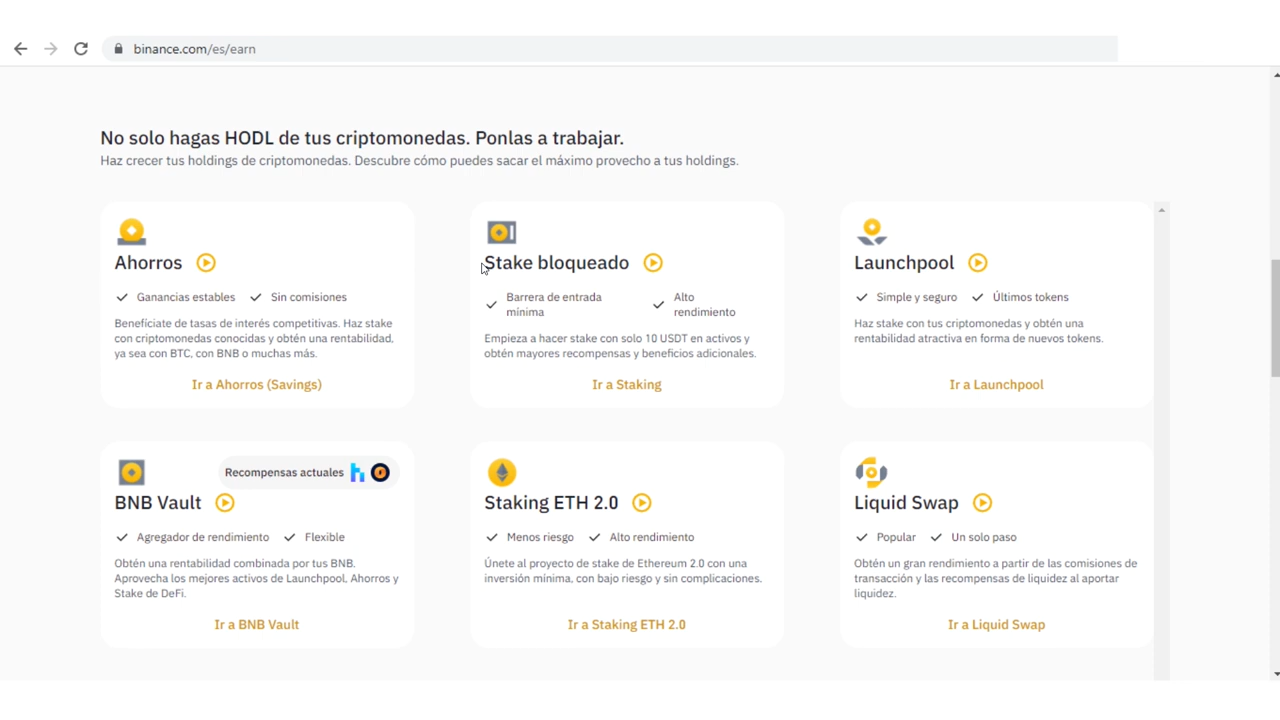 binance.com/es/earn
No solo hagas HODL de tus criptomonedas. Ponlas a trabajar.
Haz crecer tus holdings de criptomonedas. Descubre cómo puedes sacar el máximo provecho a tus holdings.
Ahorros
Ganancias estables Sin comisiones
Benefíciate de tasas de interés competitivas. Haz stake
con criptomonedas conocidas y obtén una rentabilidad,
ya sea con BTC, con BNB o muchas más.
Ir a Ahorros (Savings)
Stake bloqueado
Barrera de entrada
mínima
Alto
rendimiento
Empieza a hacer stake con solo 10 USDT en activos y
obtén mayores recompensas y beneficios adicionales.
Ir a Staking
Launchpool
Simple y seguro Últimos tokens
Haz stake con tus criptomonedas y obtén una
rentabilidad atractiva en forma de nuevos tokens.
Ir a Launchpool
Recompensas actuales
BNB Vault
Agregador de rendimiento Flexible
Obtén una rentabilidad combinada por tus BNB.
Aprovecha los mejores activos de Launchpool, Ahorros y
Stake de DeFi.
Ir a BNB Vault
Staking ETH 2.0
Menos riesgo Alto rendimiento
Únete al proyecto de stake de Ethereum 2.0 con una
inversión mínima, con bajo riesgo y sin complicaciones.
Ir a Staking ETH 2.0
Liquid Swap
Popular Un solo paso
Obtén un gran rendimiento a partir de las comisiones de
transacción y las recompensas de liquidez al aportar
liquidez.
Ir a Liquid Swap